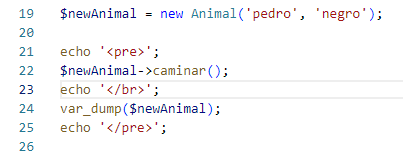 19 $newAnimal = new Animal('pedro', 'negro');
20
21 echo '<pre>';
22 $newAnimal->caminar();
23 echo '</br>';
24 var_dump($newAnimal);
25 echo '</pre>';
26